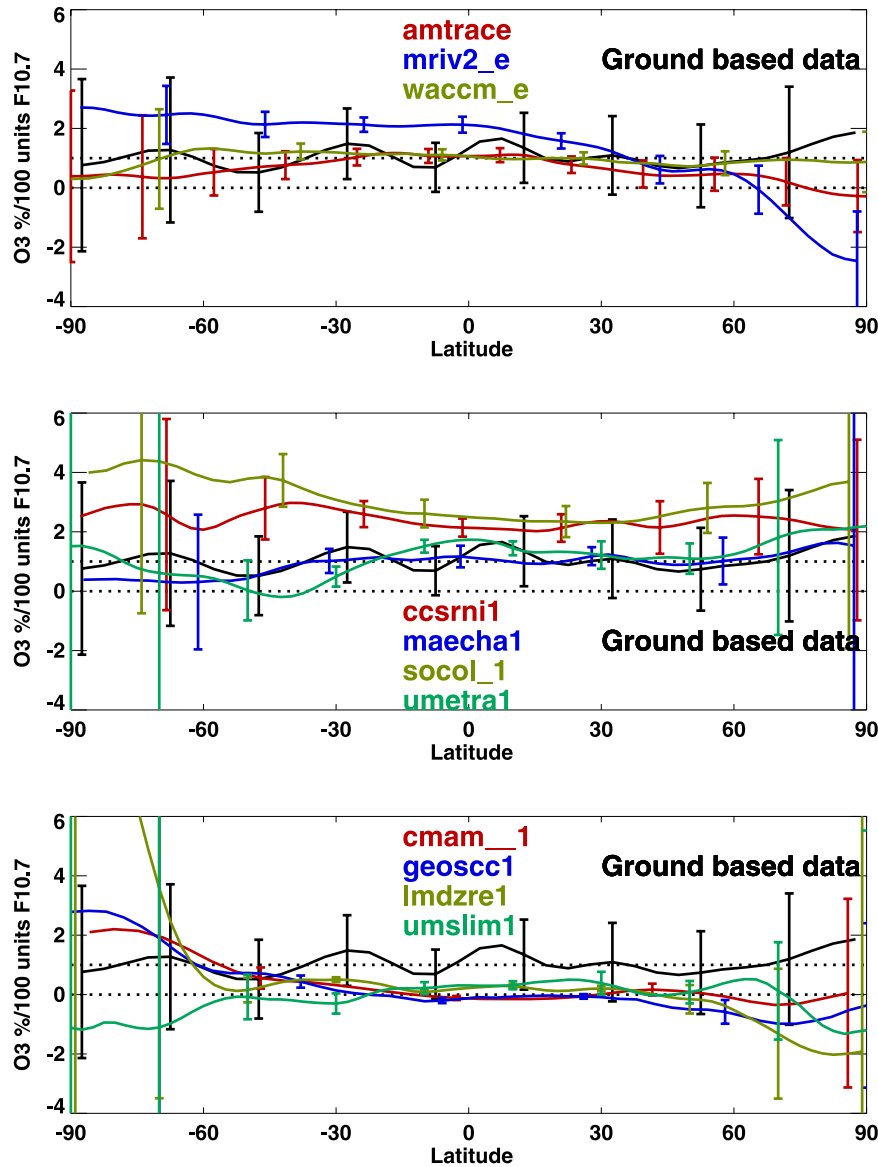 6
4
2
0
-2
-4
O3 %/100 units F10.7
amtrace
mriv2_e
waccm_e
Ground based data
-90 -60 -30 0 30 60 90
Latitude
6
4
2
0
-2
-4
O3 %/100 units F10.7
ccsrni1
maecha1
socol_1
umetra1
Ground based data
-90 -60 -30 0 30 60 90
Latitude
6
4
2
0
-2
-4
O3 %/100 units F10.7
cmam__1
geoscc1
lmdzre1
umslim1
Ground based data
-90 -60 -30 0 30 60 90
Latitude